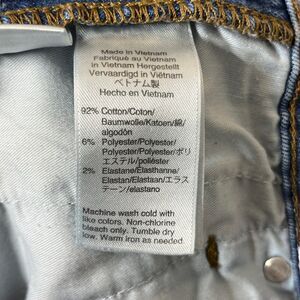 Made in Vietnam
Fabriqué au Vietnam
In Vietnam Hergestellt
Vervaardigd in Viëtnam
ベトナム製
Hecho en Vietnam
92% Cotton/Coton/
Baumwolle/Katoen/綿/
algodón
6% Polyester/Polyester/
Polyester/Polyester/ポリ
エステル/poliéster
2% Elastane/Elasthanne/
Elastan/Elastaan/エラス
テーン/elastano
Machine wash cold with
like colors. Non-chlorine
bleach only. Tumble dry
low. Warm iron as needed